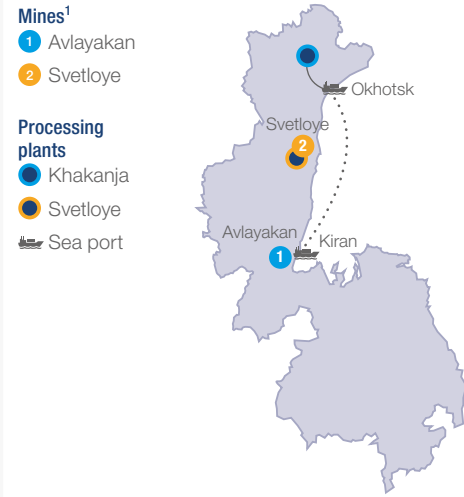 Mines1
1 Avlayakan
2 Svetloye
Processing
plants
Khakanja
Svetloye
Sea port
Okhotsk
Svetloye
2
Avlayakan
Kiran
1